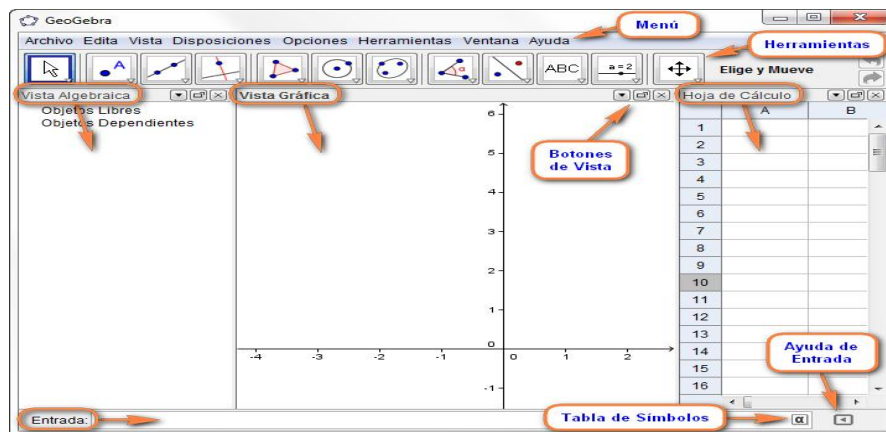 GeoGebra
Menú
Archivo Edita Vista Disposiciones Opciones Herramientas Ventana Ayuda
Herramientas
A
α
ABC
a=2
Elige y Mueve
Vista Algebraica
Vista Gráfica
Hoja de Cálculo
Objetos Libres
Objetos Dependientes
Botones
de Vista
A B
1
2
3
4
5
6
7
8
9
10
11
12
13
14
15
16
6
5
4
3
2
1
0
-1
-4 -3 -2 -1 0 1 2
Ayuda de
Entrada
Entrada:
Tabla de Símbolos
α